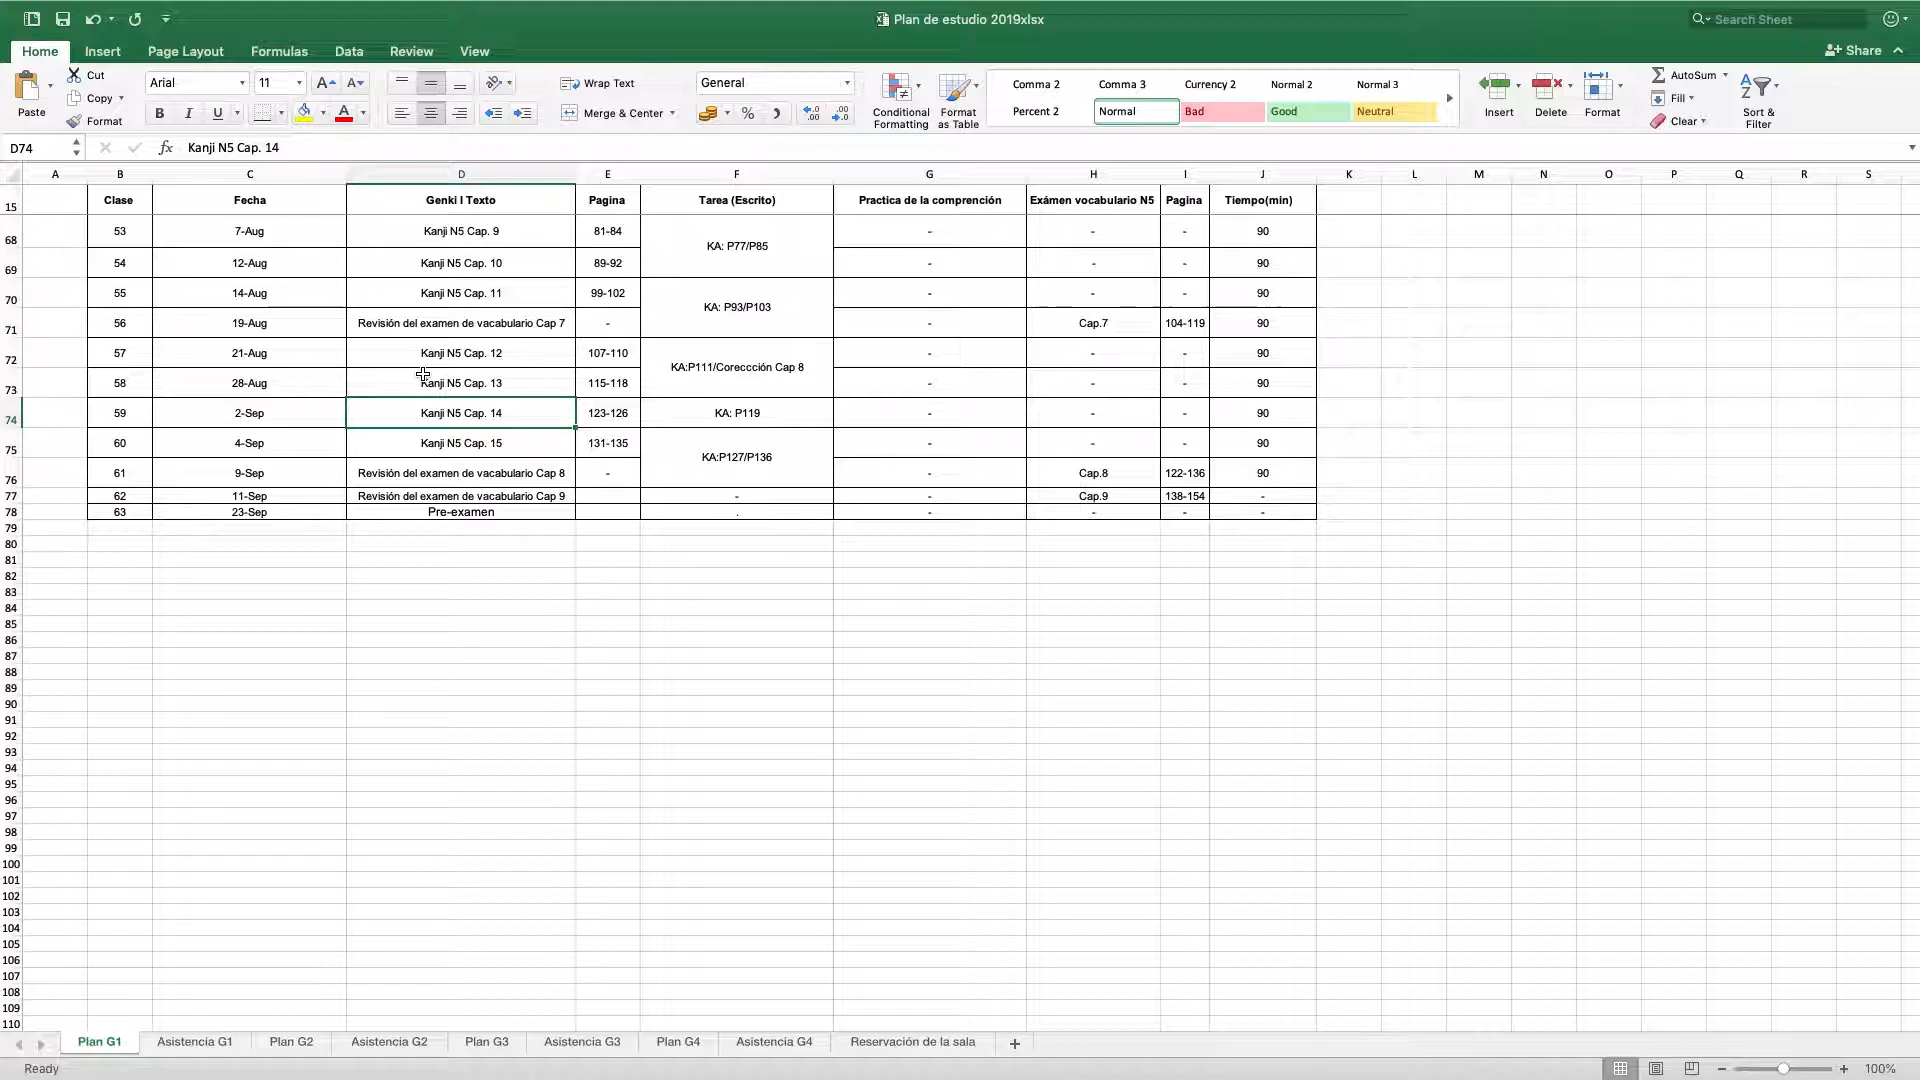 Plan de estudio 2019xlsx
Search Sheet
Home Insert Page Layout Formulas Data Review View
Share
Paste
Cut
Copy
Format
Arial 11
B I U
Wrap Text
Merge & Center
General
Conditional Formatting
Format as Table
Comma 2 Comma 3 Currency 2 Normal 2 Normal 3
Percent 2 Normal Bad Good Neutral
Insert Delete Format
AutoSum
Fill
Clear
Sort & Filter
D74 fx Kanji N5 Cap. 14
A B C D E F G H I J K L M N O P Q R S
15 Clase Fecha Genki I Texto Pagina Tarea (Escrito) Practica de la comprención Exámen vocabulario N5 Pagina Tiempo(min)
68 53 7-Aug Kanji N5 Cap. 9 81-84 KA: P77/P85 - - - 90
69 54 12-Aug Kanji N5 Cap. 10 89-92 - - - 90
70 55 14-Aug Kanji N5 Cap. 11 99-102 KA: P93/P103 - - - 90
71 56 19-Aug Revisión del examen de vacabulario Cap 7 - - Cap.7 104-119 90
72 57 21-Aug Kanji N5 Cap. 12 107-110 KA:P111/Coreccción Cap 8 - - - 90
73 58 28-Aug Kanji N5 Cap. 13 115-118 - - - 90
74 59 2-Sep Kanji N5 Cap. 14 123-126 KA: P119 - - - 90
75 60 4-Sep Kanji N5 Cap. 15 131-135 KA:P127/P136 - - - 90
76 61 9-Sep Revisión del examen de vacabulario Cap 8 - - Cap.8 122-136 90
77 62 11-Sep Revisión del examen de vacabulario Cap 9 - - Cap.9 138-154 -
78 63 23-Sep Pre-examen . - - - -
79
80
81
82
83
84
85
86
87
88
89
90
91
92
93
94
95
96
97
98
99
100
101
102
103
104
105
106
107
108
109
110
Plan G1 Asistencia G1 Plan G2 Asistencia G2 Plan G3 Asistencia G3 Plan G4 Asistencia G4 Reservación de la sala
Ready
100%